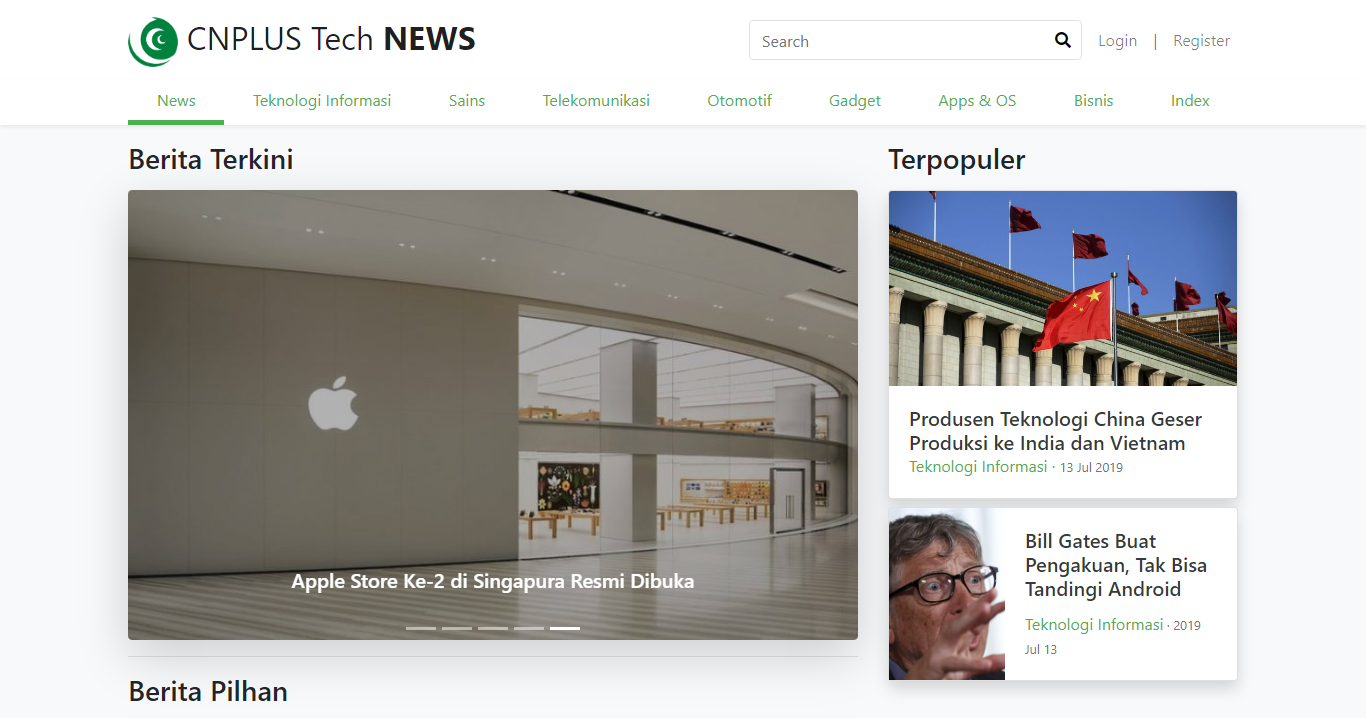 CNPLUS Tech NEWS
Search
Login | Register
News Teknologi Informasi Sains Telekomunikasi Otomotif Gadget Apps & OS Bisnis Index
Berita Terkini
Apple Store Ke-2 di Singapura Resmi Dibuka
Berita Pilhan
Terpopuler
Produsen Teknologi China Geser
Produksi ke India dan Vietnam
Teknologi Informasi · 13 Jul 2019
Bill Gates Buat
Pengakuan, Tak Bisa
Tandingi Android
Teknologi Informasi · 2019
Jul 13